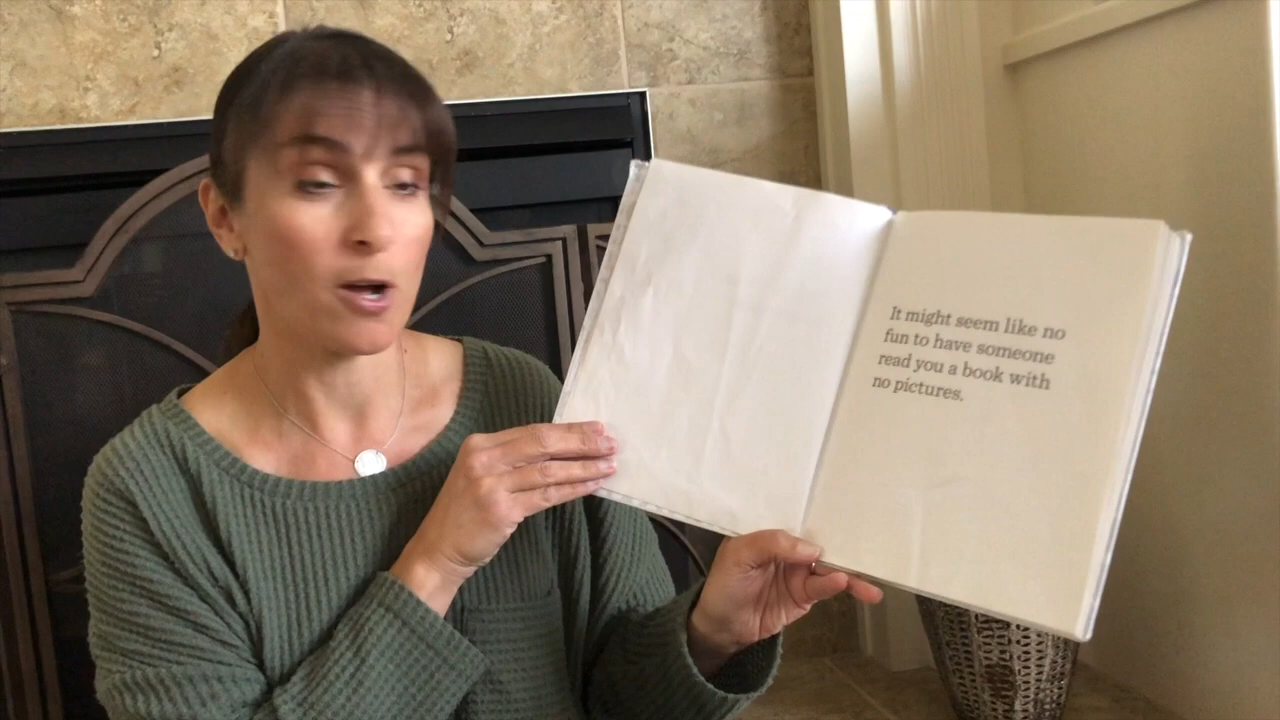 It might seem like no
fun to have someone
read you a book with
no pictures.